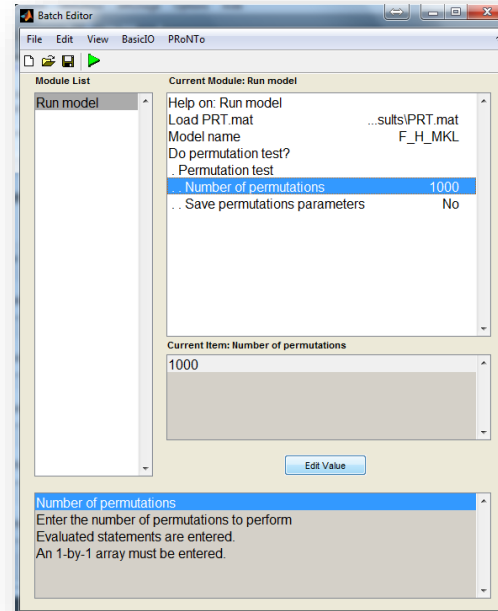 Batch Editor
File Edit View BasicIO PRoNTo
Module List
Current Module: Run model
Run model
Help on: Run model
Load PRT.mat ...sults\PRT.mat
Model name F_H_MKL
Do permutation test?
. Permutation test
. . Number of permutations 1000
. . Save permutations parameters No
Current Item: Number of permutations
1000
Edit Value
Number of permutations
Enter the number of permutations to perform
Evaluated statements are entered.
An 1-by-1 array must be entered.